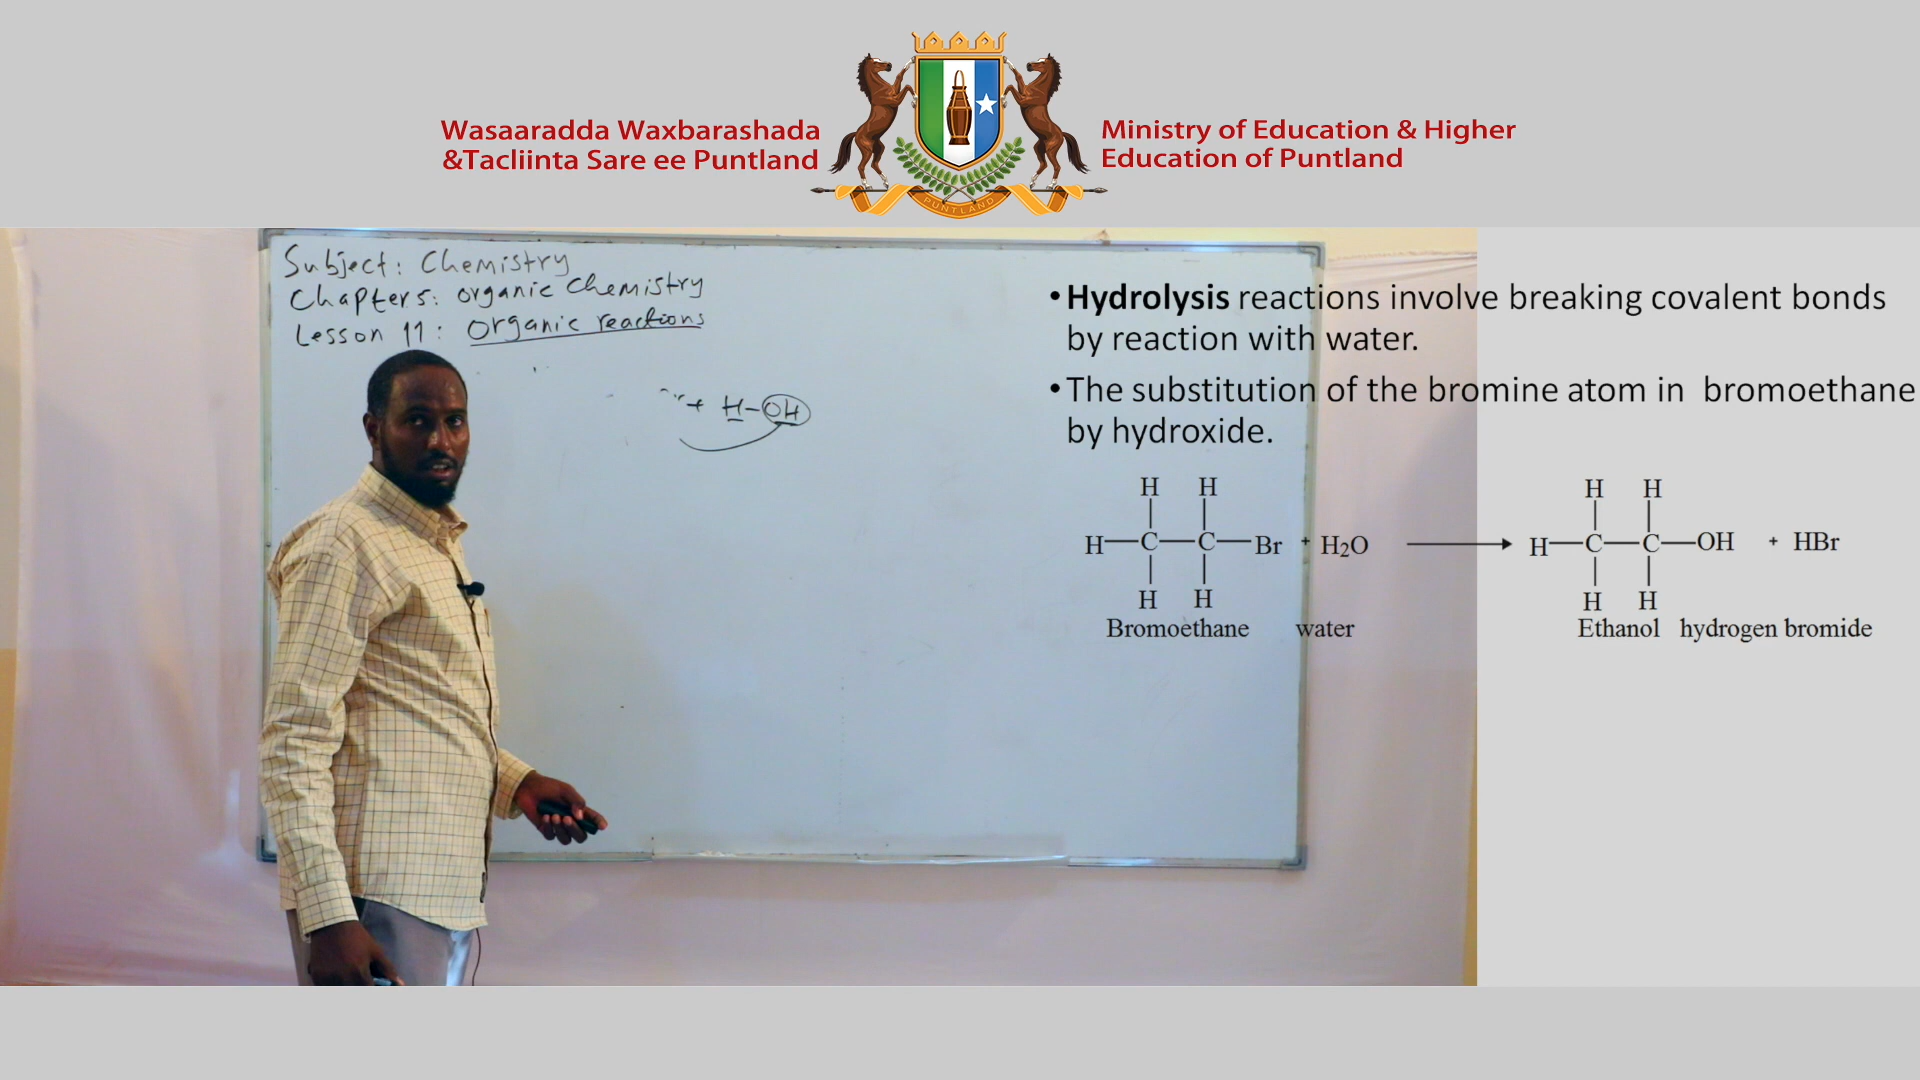 Wasaaradda Waxbarashada
&Tacliinta Sare ee Puntland
Ministry of Education & Higher
Education of Puntland
PUNTLAND
Subject: Chemistry
Chapter 5: organic Chemistry
Lesson 11: Organic reactions
+ H-OH
• Hydrolysis reactions involve breaking covalent bonds
by reaction with water.
• The substitution of the bromine atom in bromoethane
by hydroxide.
H H H H
H—C—C—Br + H2O → H—C—C—OH + HBr
H H H H
Bromoethane water Ethanol hydrogen bromide